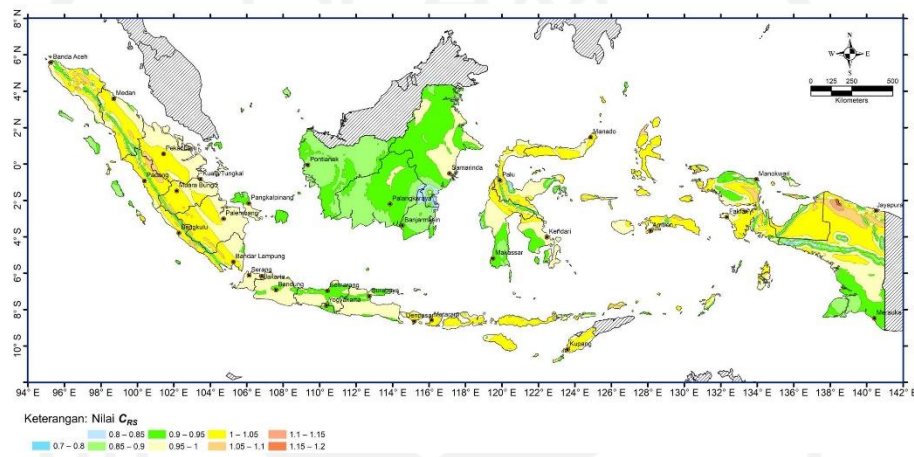 8° N
6° N
4° N
2° N
0°
2° S
4° S
6° S
8° S
10° S
Banda Aceh
Medan
Padang
Kuala Tungkal
Muara Bungo
Pangkalpinang
Palembang
Bengkulu
Bandar Lampung
Serang
Jakarta
Bandung
Semarang
Yogyakarta
Surabaya
Denpasar
Mataram
Kupang
Pontianak
Palangkaraya
Banjarmasin
Samarinda
Palu
Manado
Kendari
Makassar
Ambon
Manokwari
Jayapura
N
W
E
S
0 125 250 500
Kilometers
94° E 96° E 98° E 100° E 102° E 104° E 106° E 108° E 110° E 112° E 114° E 116° E 118° E 120° E 122° E 124° E 126° E 128° E 130° E 132° E 134° E 136° E 138° E 140° E 142° E
Keterangan: Nilai CRS
0.8 – 0.85 0.9 – 0.95 1 – 1.05 1.1 – 1.15
0.7 – 0.8 0.85 – 0.9 0.95 – 1 1.05 – 1.1 1.15 – 1.2